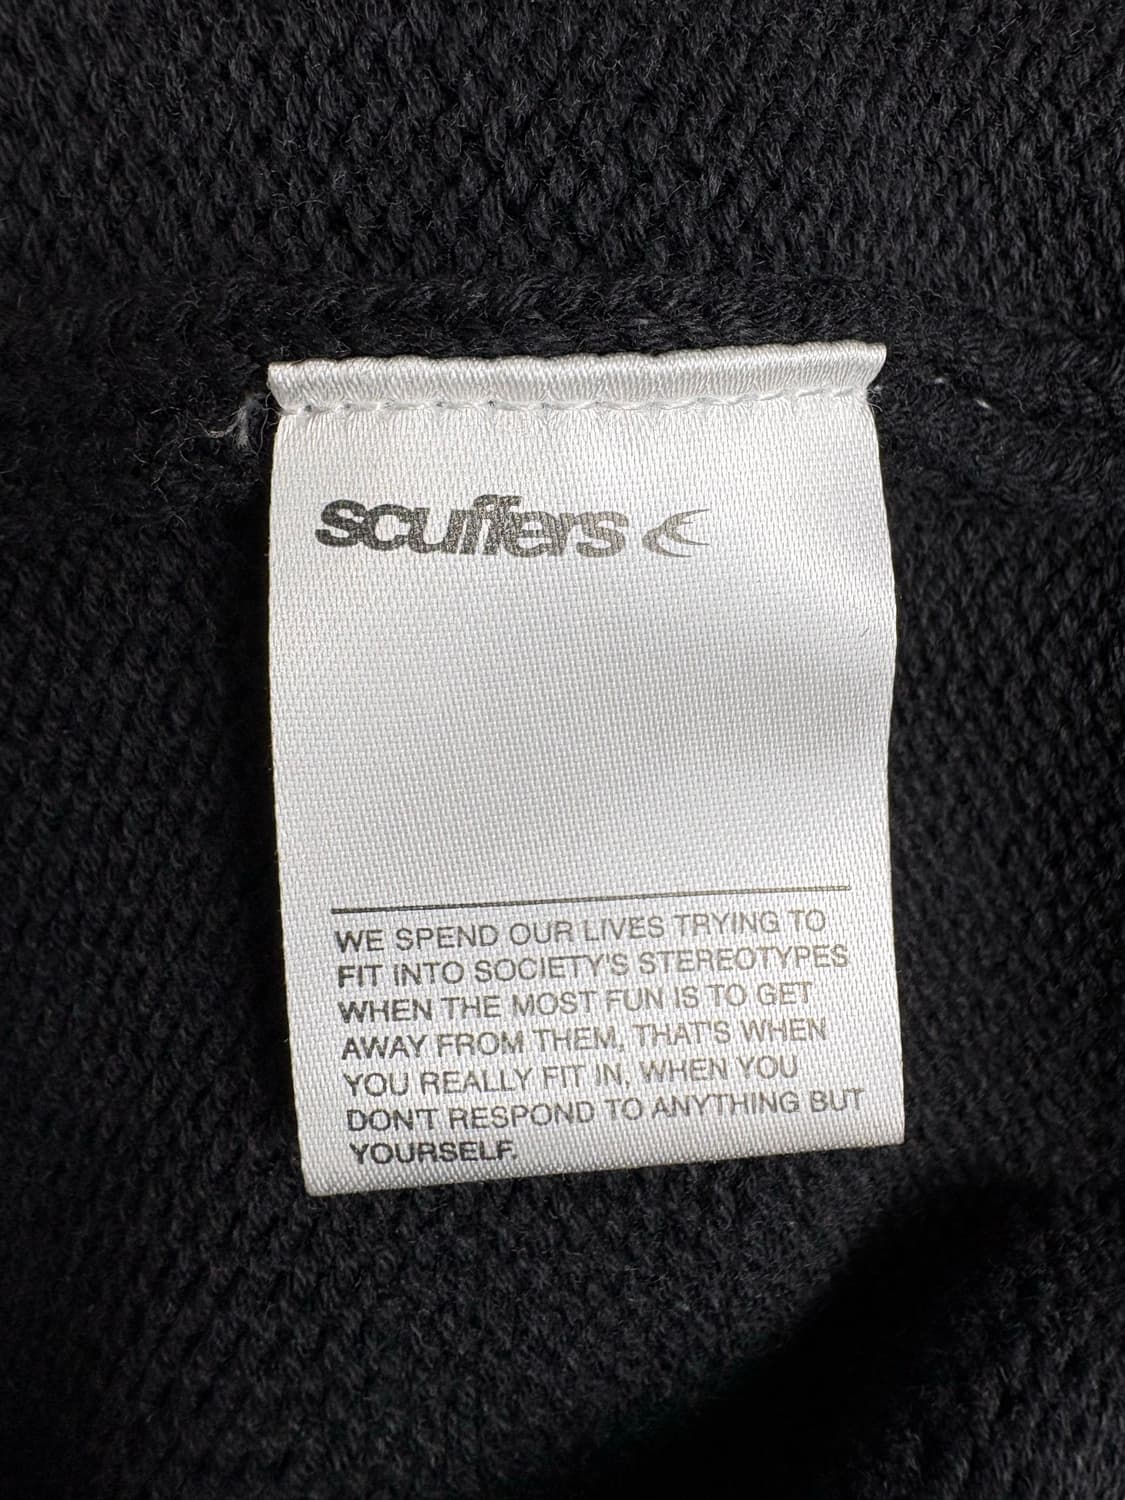 scuffers
WE SPEND OUR LIVES TRYING TO
FIT INTO SOCIETY'S STEREOTYPES
WHEN THE MOST FUN IS TO GET
AWAY FROM THEM, THAT'S WHEN
YOU REALLY FIT IN, WHEN YOU
DON'T RESPOND TO ANYTHING BUT
YOURSELF.